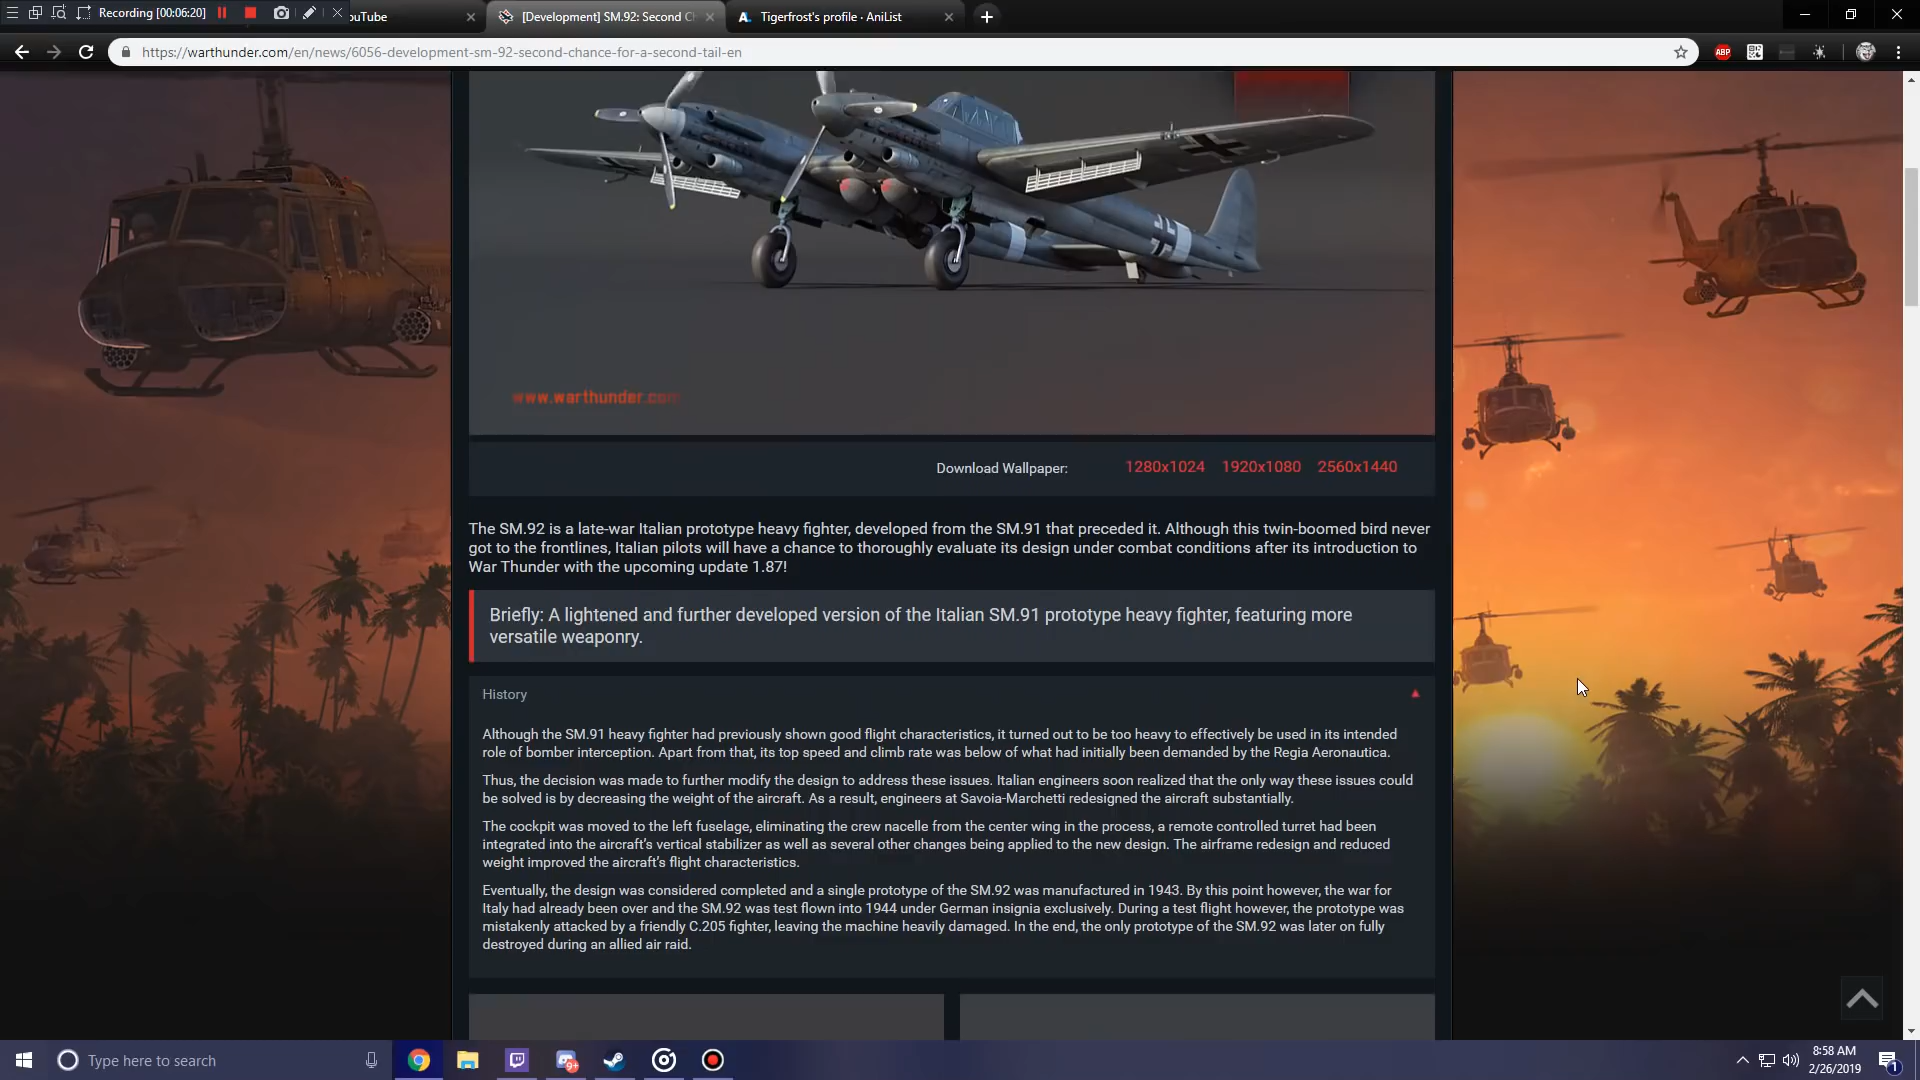 Recording [00:06:20]
ouTube
[Development] SM.92: Second C
Tigerfrost's profile · AniList
https://warthunder.com/en/news/6056-development-sm-92-second-chance-for-a-second-tail-en
ABP
www.warthunder.com
Download Wallpaper:
1280x1024 1920x1080 2560x1440
The SM.92 is a late-war Italian prototype heavy fighter, developed from the SM.91 that preceded it. Although this twin-boomed bird never
got to the frontlines, Italian pilots will have a chance to thoroughly evaluate its design under combat conditions after its introduction to
War Thunder with the upcoming update 1.87!
Briefly: A lightened and further developed version of the Italian SM.91 prototype heavy fighter, featuring more
versatile weaponry.
History
Although the SM.91 heavy fighter had previously shown good flight characteristics, it turned out to be too heavy to effectively be used in its intended
role of bomber interception. Apart from that, its top speed and climb rate was below of what had initially been demanded by the Regia Aeronautica.
Thus, the decision was made to further modify the design to address these issues. Italian engineers soon realized that the only way these issues could
be solved is by decreasing the weight of the aircraft. As a result, engineers at Savoia-Marchetti redesigned the aircraft substantially.
The cockpit was moved to the left fuselage, eliminating the crew nacelle from the center wing in the process, a remote controlled turret had been
integrated into the aircraft's vertical stabilizer as well as several other changes being applied to the new design. The airframe redesign and reduced
weight improved the aircraft's flight characteristics.
Eventually, the design was considered completed and a single prototype of the SM.92 was manufactured in 1943. By this point however, the war for
Italy had already been over and the SM.92 was test flown into 1944 under German insignia exclusively. During a test flight however, the prototype was
mistakenly attacked by a friendly C.205 fighter, leaving the machine heavily damaged. In the end, the only prototype of the SM.92 was later on fully
destroyed during an allied air raid.
Type here to search
9+
8:58 AM
2/26/2019
1